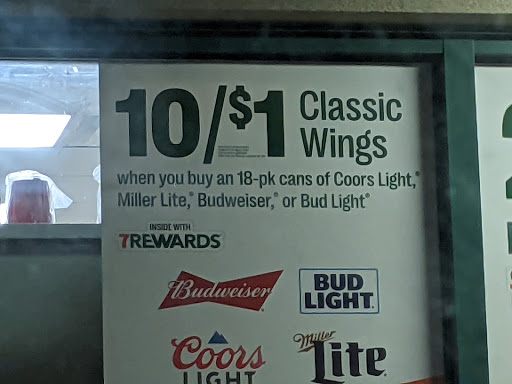 10/$1 Classic Wings
when you buy an 18-pk cans of Coors Light,®
Miller Lite,® Budweiser,® or Bud Light®
INSIDE WITH
7REWARDS
Budweiser
BUD LIGHT
Coors LIGHT
Miller Lite